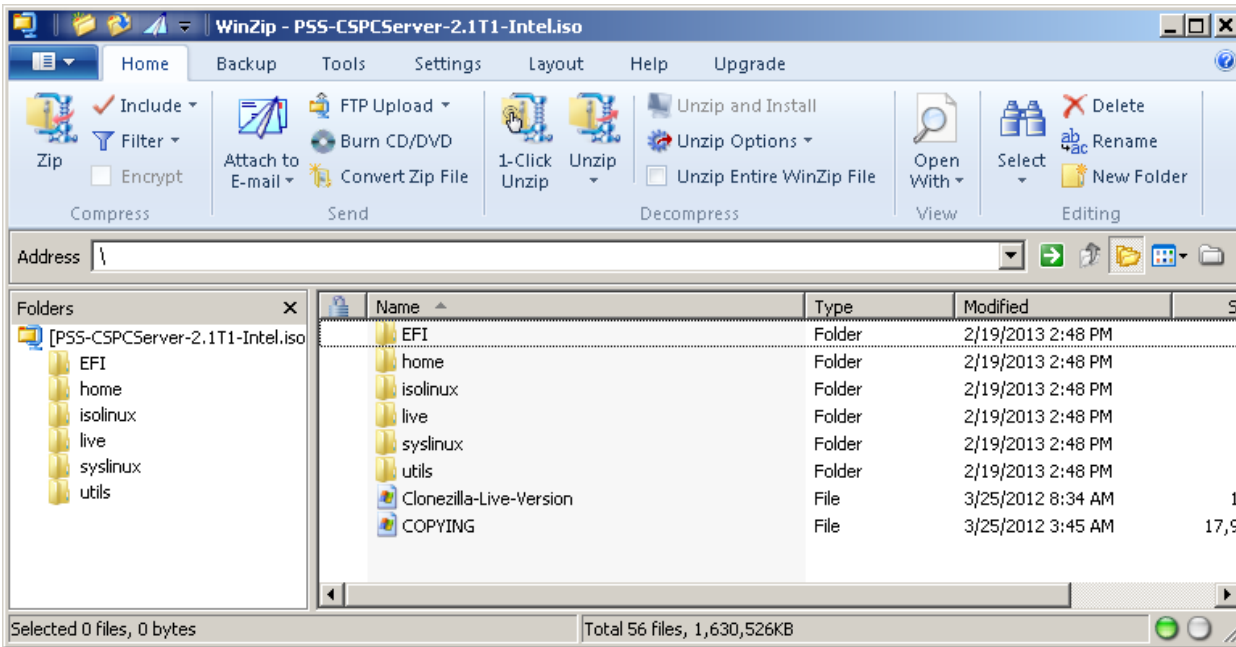 WinZip - PSS-CSPCServer-2.1T1-Intel.iso
Home Backup Tools Settings Layout Help Upgrade
Zip
Include
Filter
Encrypt
Compress
Attach to
E-mail
FTP Upload
Burn CD/DVD
Convert Zip File
Send
1-Click
Unzip
Unzip
Unzip and Install
Unzip Options
Unzip Entire WinZip File
Decompress
Open
With
View
Select
Delete
Rename
New Folder
Editing
Address \
Folders
[PSS-CSPCServer-2.1T1-Intel.iso
EFI
home
isolinux
live
syslinux
utils
Name Type Modified S
EFI Folder 2/19/2013 2:48 PM
home Folder 2/19/2013 2:48 PM
isolinux Folder 2/19/2013 2:48 PM
live Folder 2/19/2013 2:48 PM
syslinux Folder 2/19/2013 2:48 PM
utils Folder 2/19/2013 2:48 PM
Clonezilla-Live-Version File 3/25/2012 8:34 AM 1
COPYING File 3/25/2012 3:45 AM 17,9
Selected 0 files, 0 bytes Total 56 files, 1,630,526KB